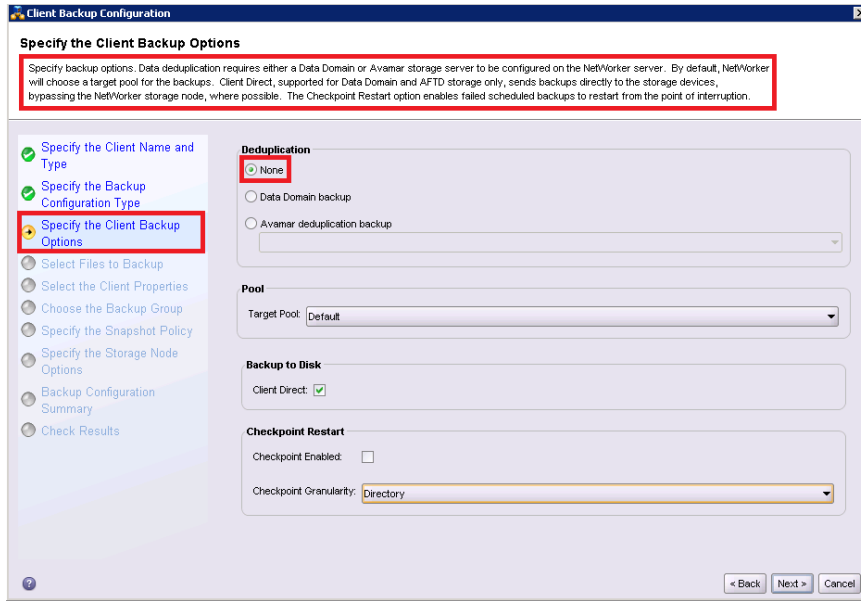 Client Backup Configuration
Specify the Client Backup Options
Specify backup options. Data deduplication requires either a Data Domain or Avamar storage server to be configured on the NetWorker server. By default, NetWorker
will choose a target pool for the backups. Client Direct, supported for Data Domain and AFTD storage only, sends backups directly to the storage devices,
bypassing the NetWorker storage node, where possible. The Checkpoint Restart option enables failed scheduled backups to restart from the point of interruption.
Specify the Client Name and
Type
Specify the Backup
Configuration Type
Specify the Client Backup
Options
Select Files to Backup
Select the Client Properties
Choose the Backup Group
Specify the Snapshot Policy
Specify the Storage Node
Options
Backup Configuration
Summary
Check Results
Deduplication
None
Data Domain backup
Avamar deduplication backup
Pool
Target Pool: Default
Backup to Disk
Client Direct:
Checkpoint Restart
Checkpoint Enabled:
Checkpoint Granularity: Directory
?
< Back Next > Cancel